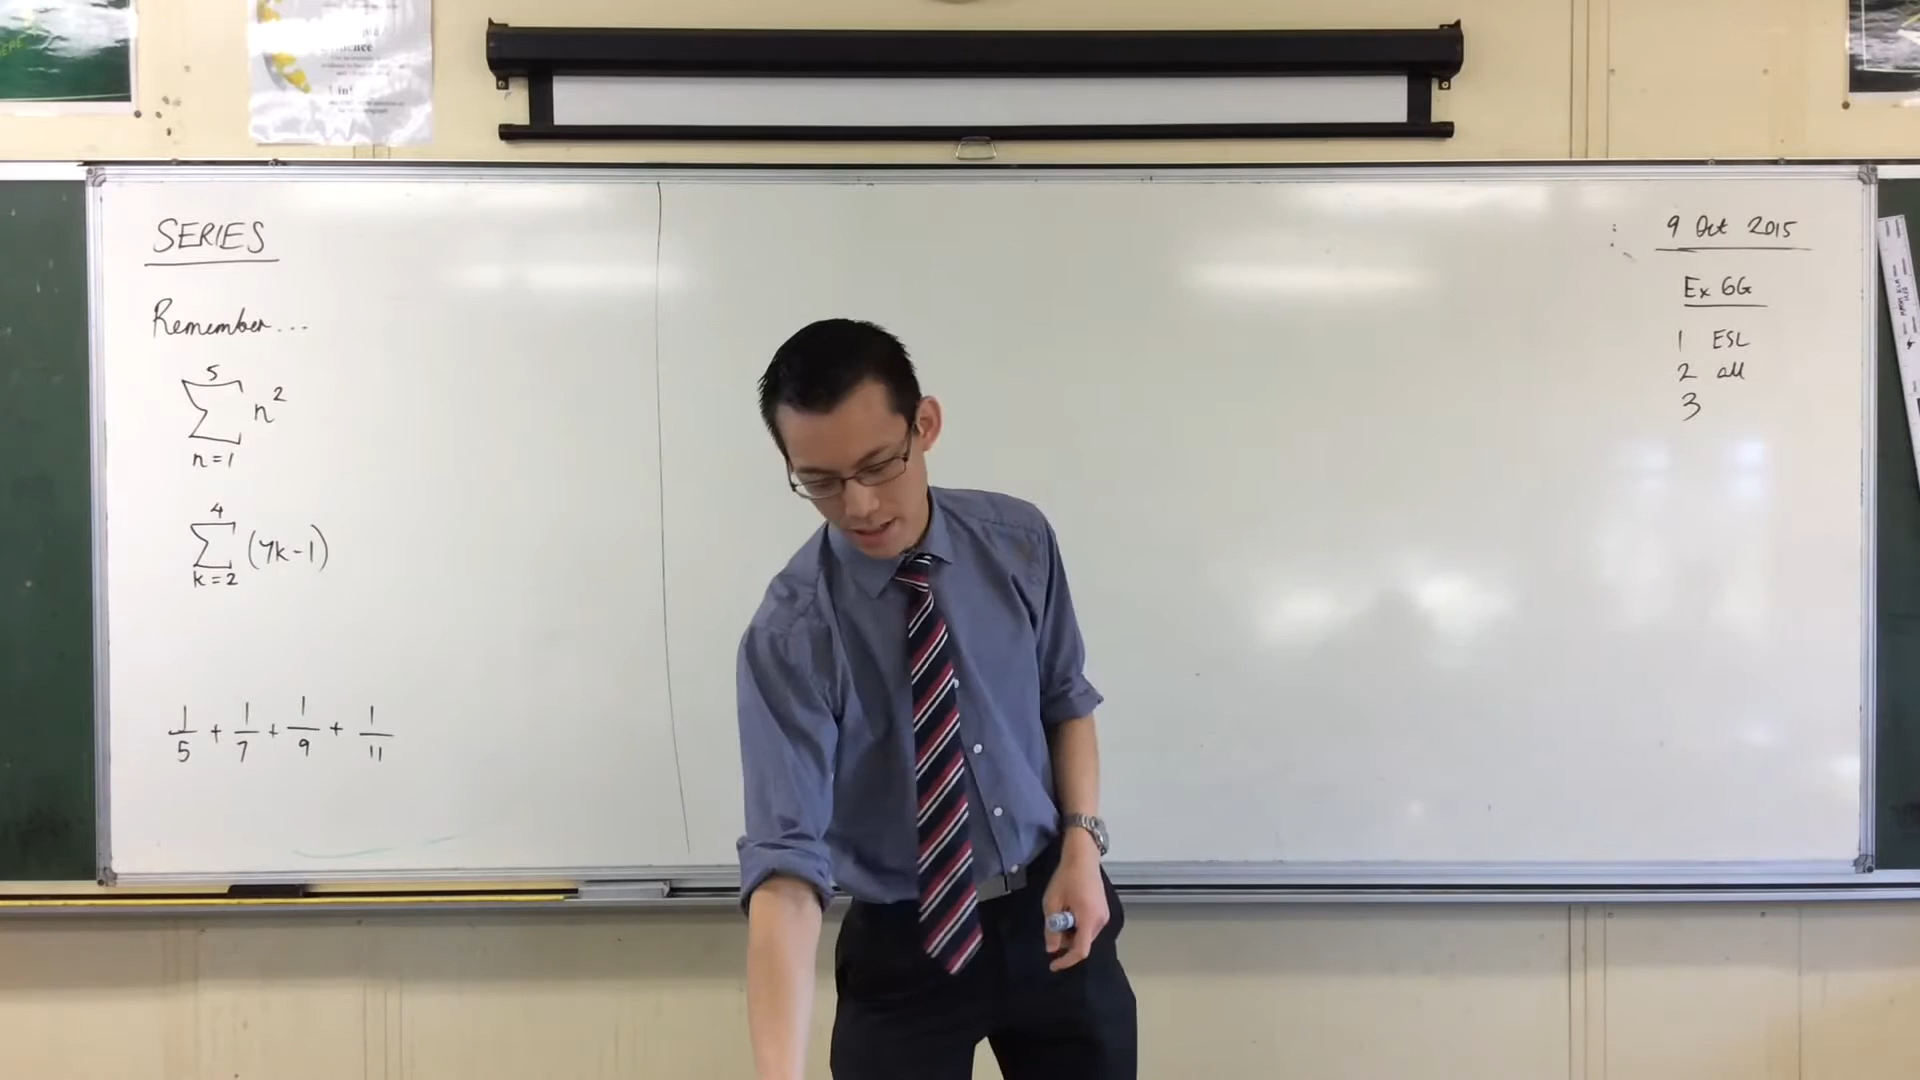 SERIES
Remember...
5
∑ n²
n=1
4
∑ (7k-1)
k=2
1/5 + 1/7 + 1/9 + 1/11
9 Oct 2015
Ex 6G
1 ESL
2 all
3